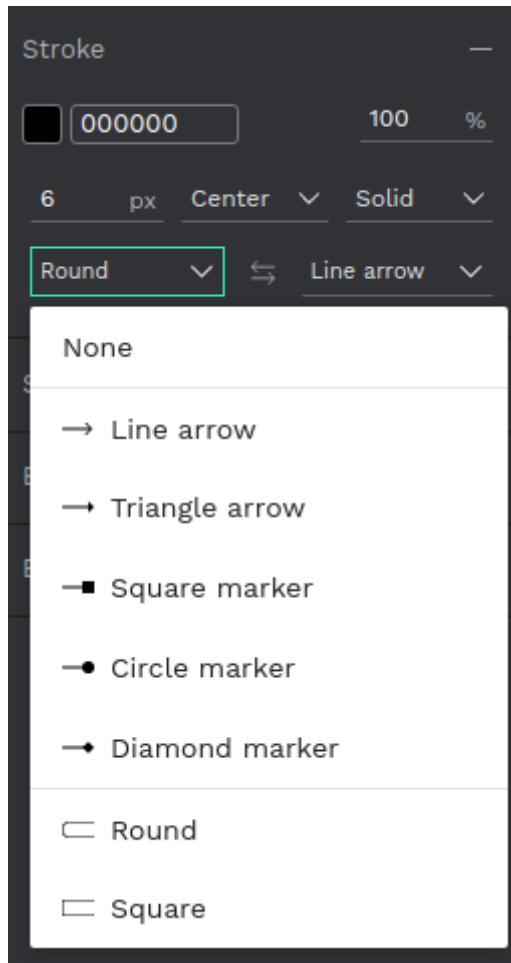 Stroke
000000 100 %
6 px Center Solid
Round Line arrow
None
Line arrow
Triangle arrow
Square marker
Circle marker
Diamond marker
Round
Square